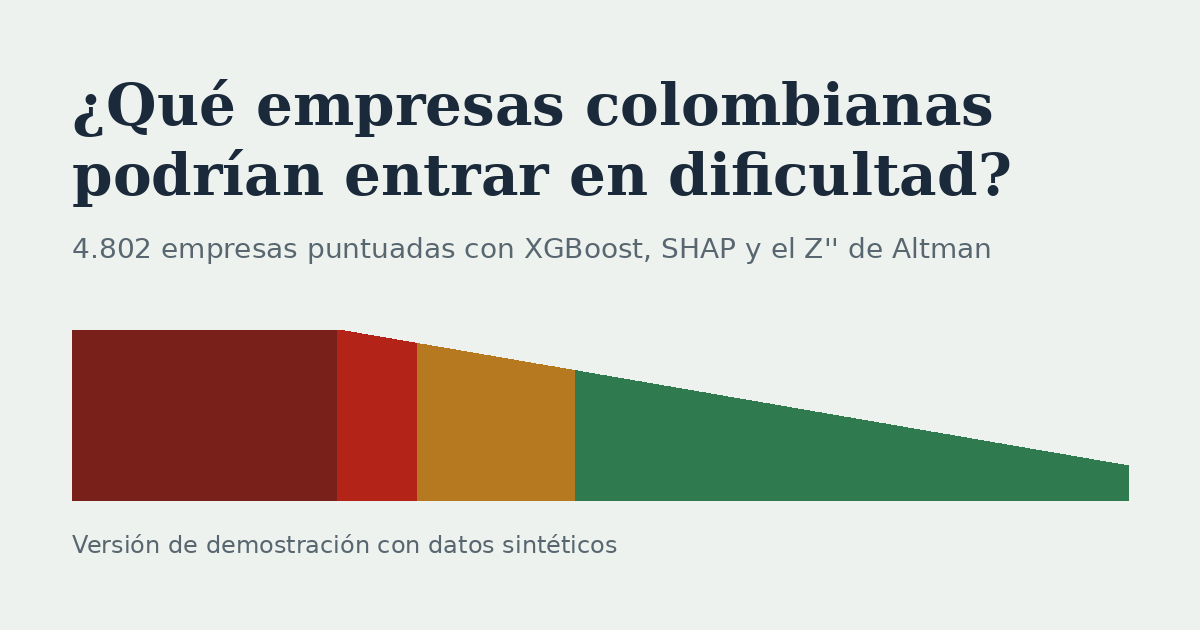 ¿Qué empresas colombianas
podrían entrar en dificultad?
4.802 empresas puntuadas con XGBoost, SHAP y el Z'' de Altman
Versión de demostración con datos sintéticos